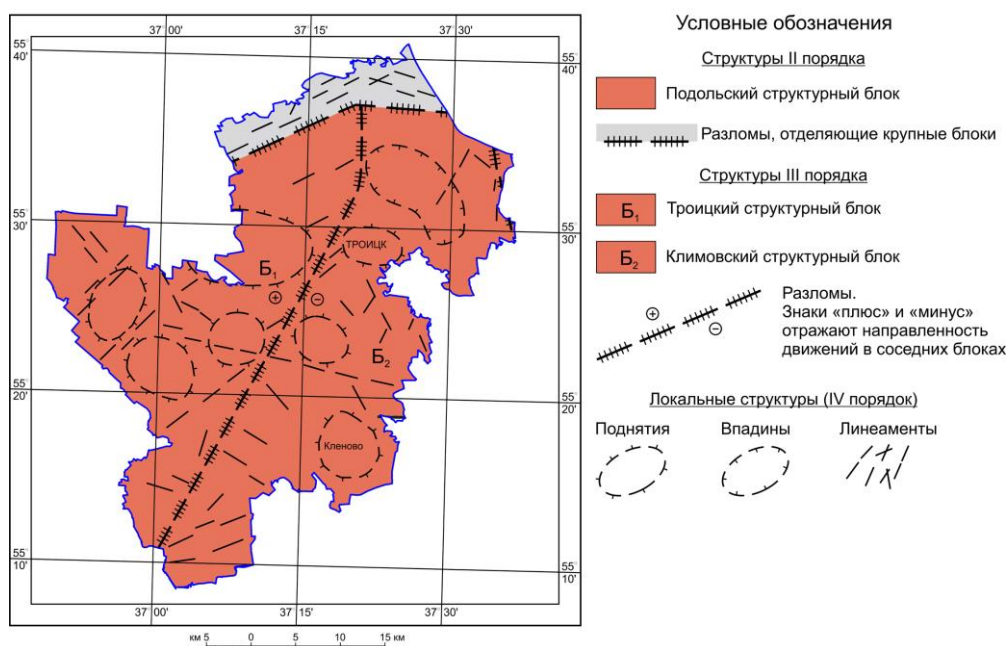 37° 00'
37° 15'
37° 30'
55° 40'
55° 40'
55° 30'
55° 30'
ТРОИЦК
Б₁
+
−
Б₂
55° 20'
55° 20'
Кленово
55° 10'
55° 10'
37° 00'
37° 15'
37° 30'
км 5 0 5 10 15 км
Условные обозначения
Структуры II порядка
Подольский структурный блок
Разломы, отделяющие крупные блоки
Структуры III порядка
Б₁ Троицкий структурный блок
Б₂ Климовский структурный блок
+
−
Разломы.
Знаки «плюс» и «минус»
отражают направленность
движений в соседних блоках
Локальные структуры (IV порядок)
Поднятия Впадины Линеаменты